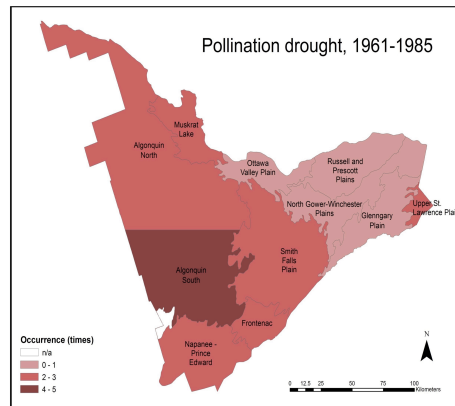 Pollination drought, 1961-1985
Muskrat
Lake
Algonquin
North
Ottawa
Valley Plain
Russell and
Prescott
Plains
North Gower-Winchester
Plains
Glenngary
Plain
Upper St.
Lawrence Plai
Smith
Falls
Plain
Algonquin
South
Frontenac
Napanee -
Prince
Edward
Occurrence (times)
n/a
0 - 1
2 - 3
4 - 5
N
0 12.5 25 50 75 100
Kilometers